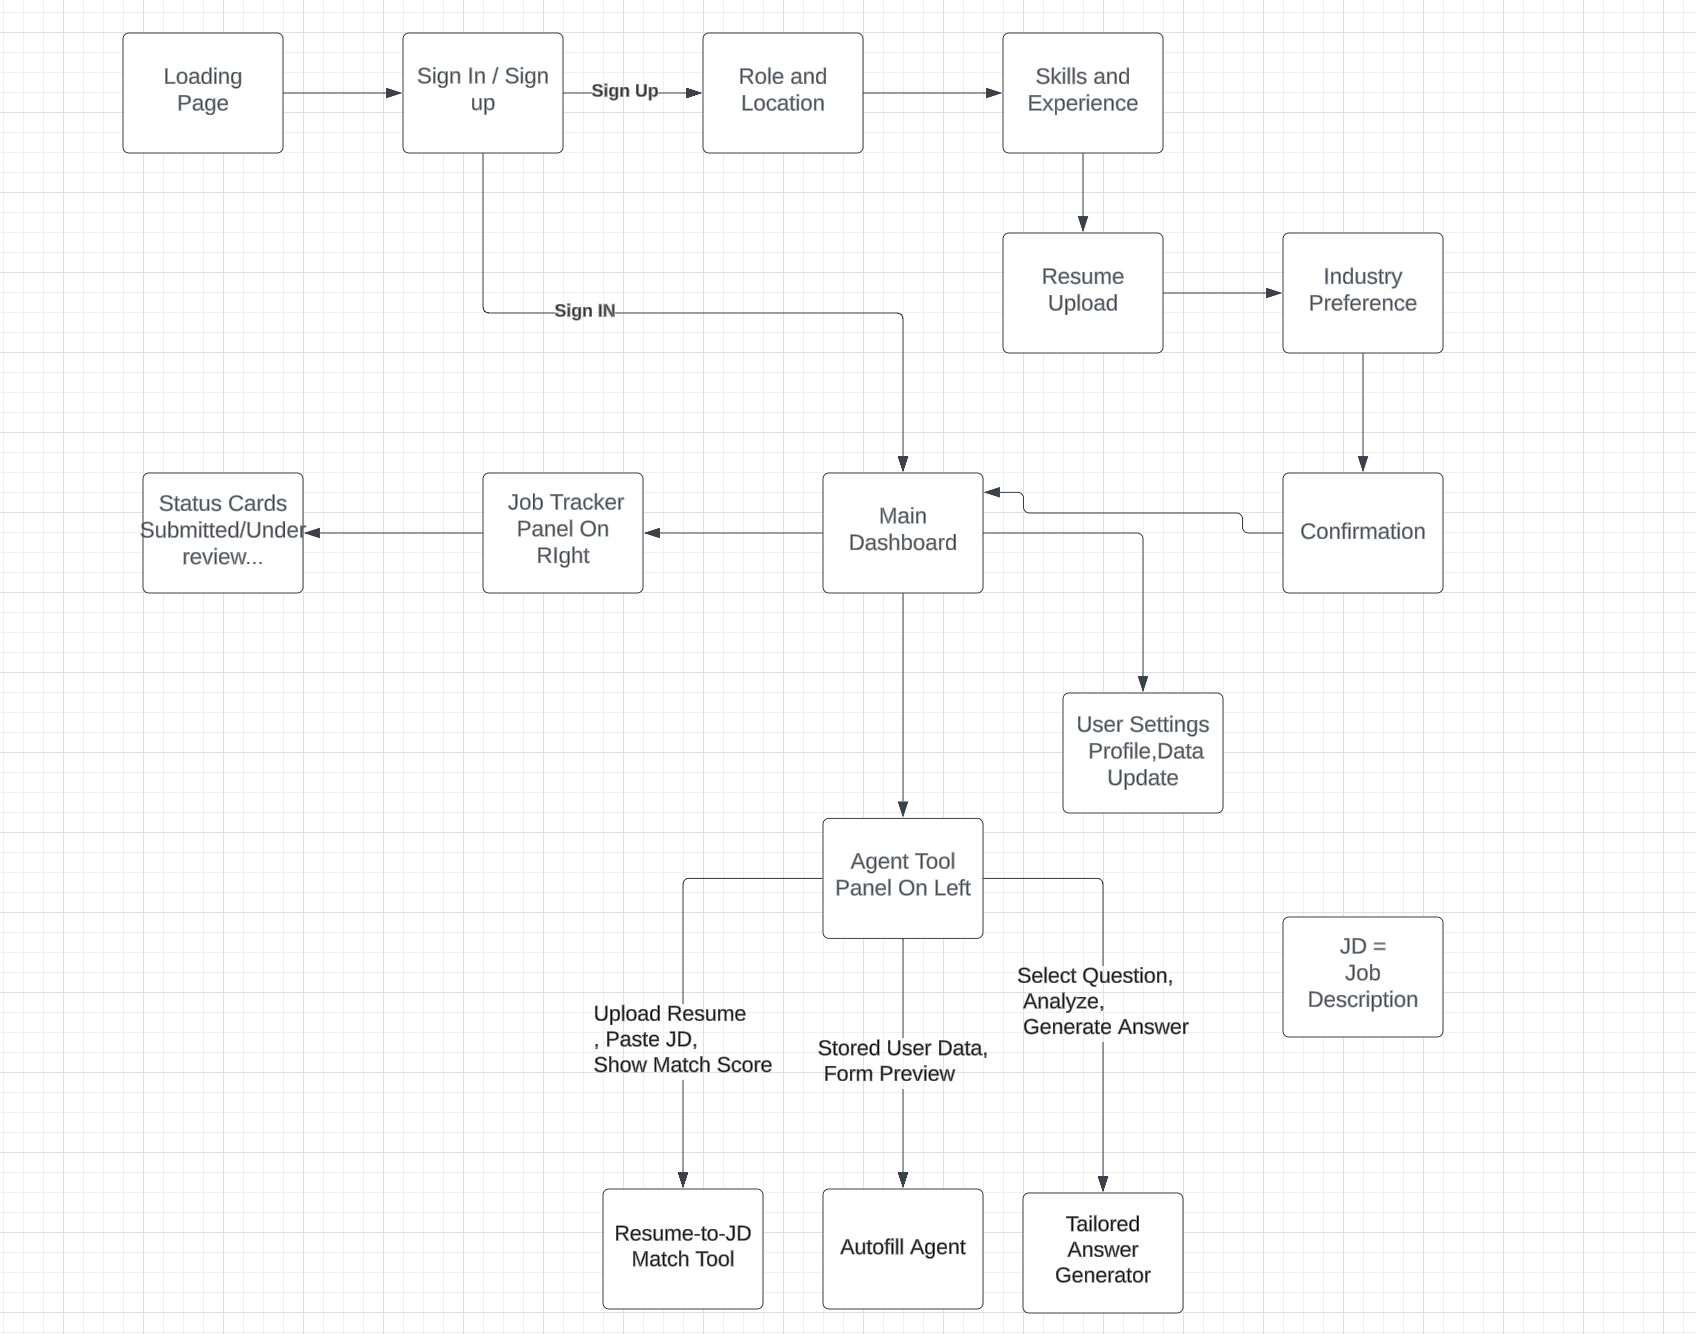 Loading
Page
Sign In / Sign
up
Sign Up
Role and
Location
Skills and
Experience
Resume
Upload
Industry
Preference
Sign IN
Status Cards
Submitted/Under
review...
Job Tracker
Panel On
RIght
Main
Dashboard
Confirmation
User Settings
Profile,Data
Update
Agent Tool
Panel On Left
JD =
Job
Description
Upload Resume
, Paste JD,
Show Match Score
Stored User Data,
Form Preview
Select Question,
Analyze,
Generate Answer
Resume-to-JD
Match Tool
Autofill Agent
Tailored
Answer
Generator